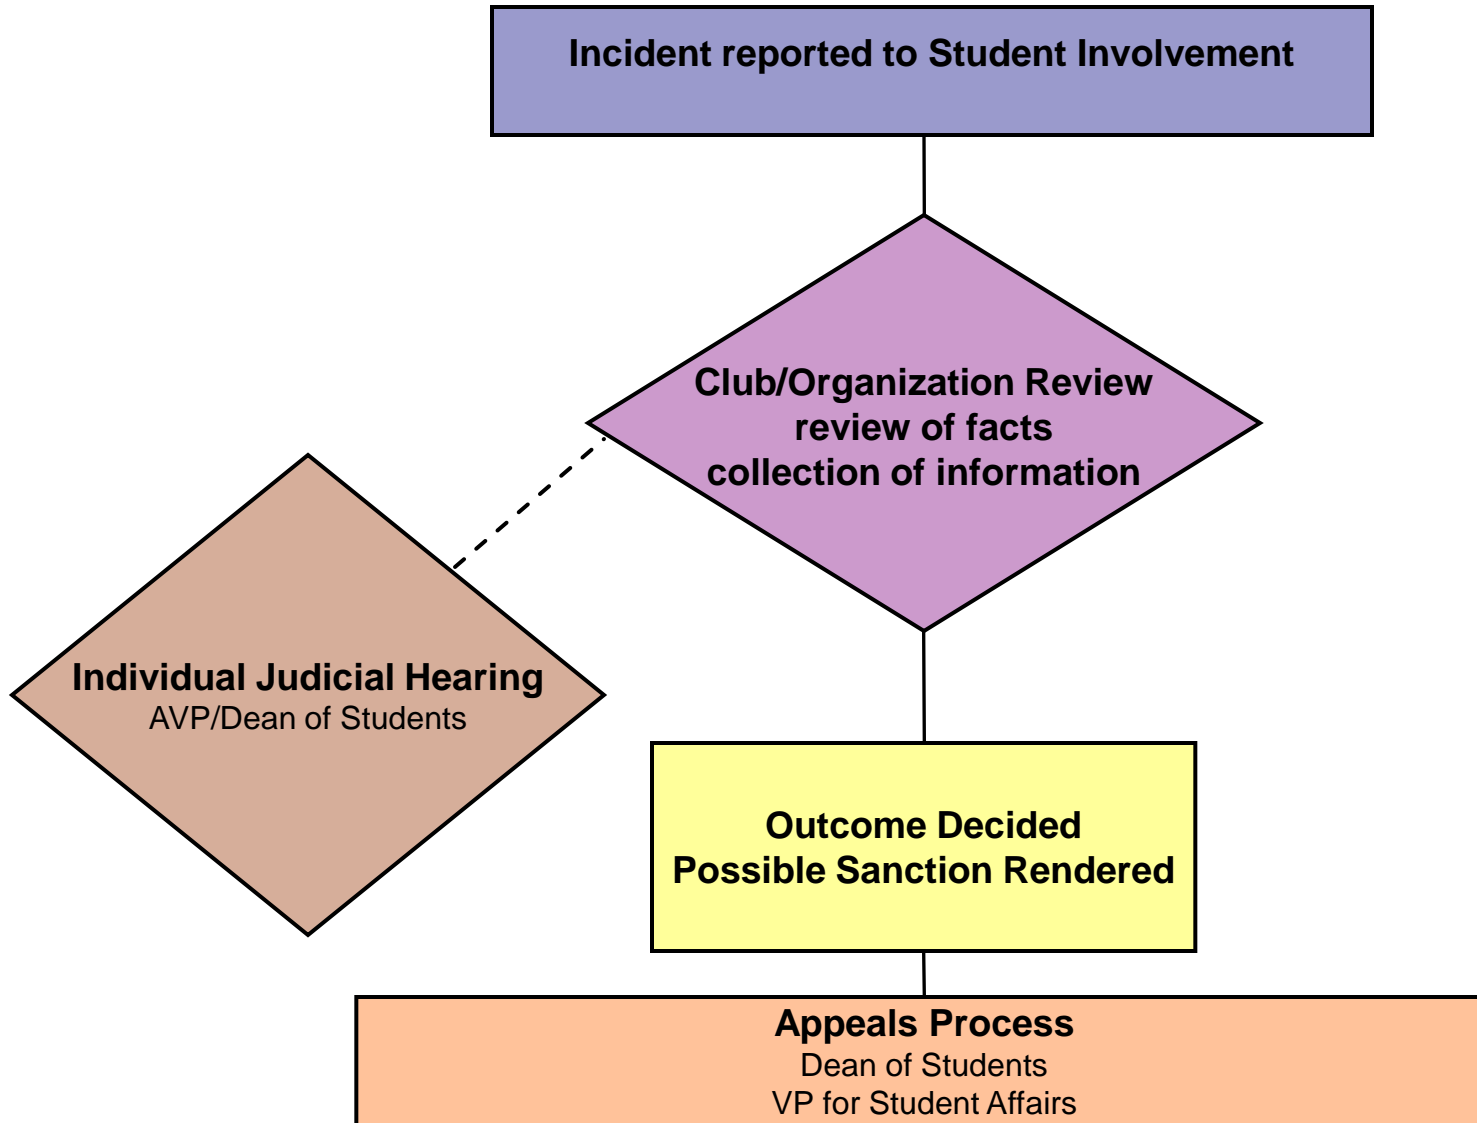 Incident reported to Student Involvement
Club/Organization Review
review of facts
collection of information
Individual Judicial Hearing
AVP/Dean of Students
Outcome Decided
Possible Sanction Rendered
Appeals Process
Dean of Students
VP for Student Affairs